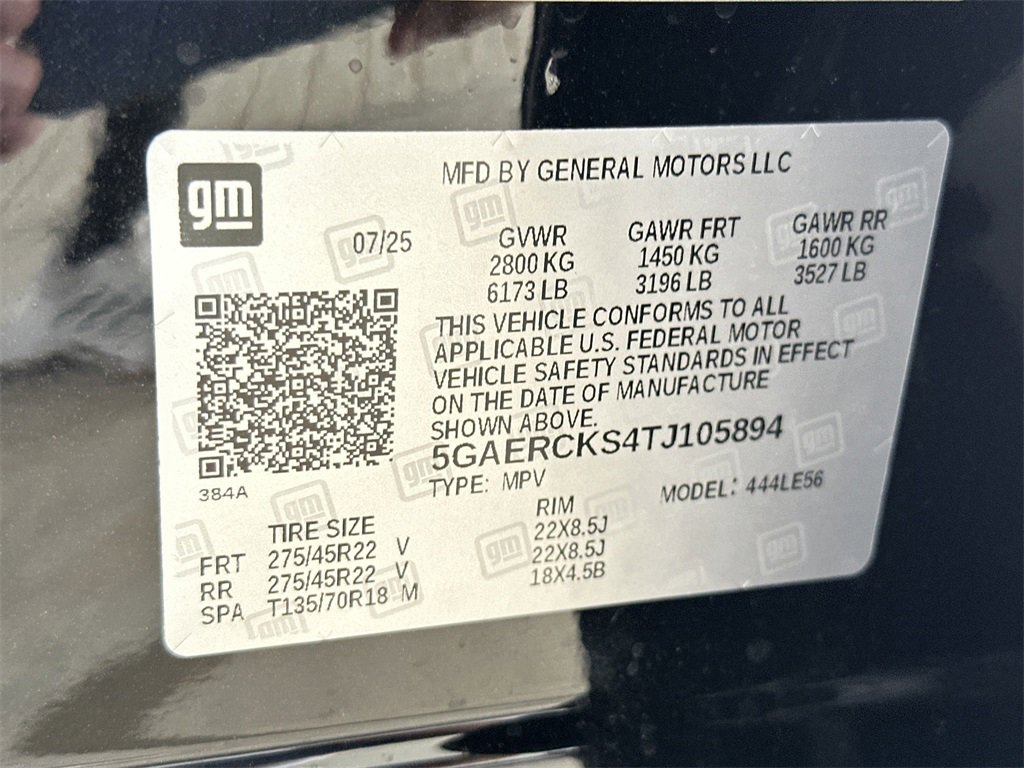 gm
MFD BY GENERAL MOTORS LLC
07/25
GVWR
2800 KG
6173 LB
GAWR FRT
1450 KG
3196 LB
GAWR RR
1600 KG
3527 LB
THIS VEHICLE CONFORMS TO ALL
APPLICABLE U.S. FEDERAL MOTOR
VEHICLE SAFETY STANDARDS IN EFFECT
ON THE DATE OF MANUFACTURE
SHOWN ABOVE.
5GAERCKS4TJ105894
TYPE: MPV
MODEL: 444LE56
384A
TIRE SIZE RIM
FRT 275/45R22 V 22X8.5J
RR 275/45R22 V 22X8.5J
SPA T135/70R18 M 18X4.5B